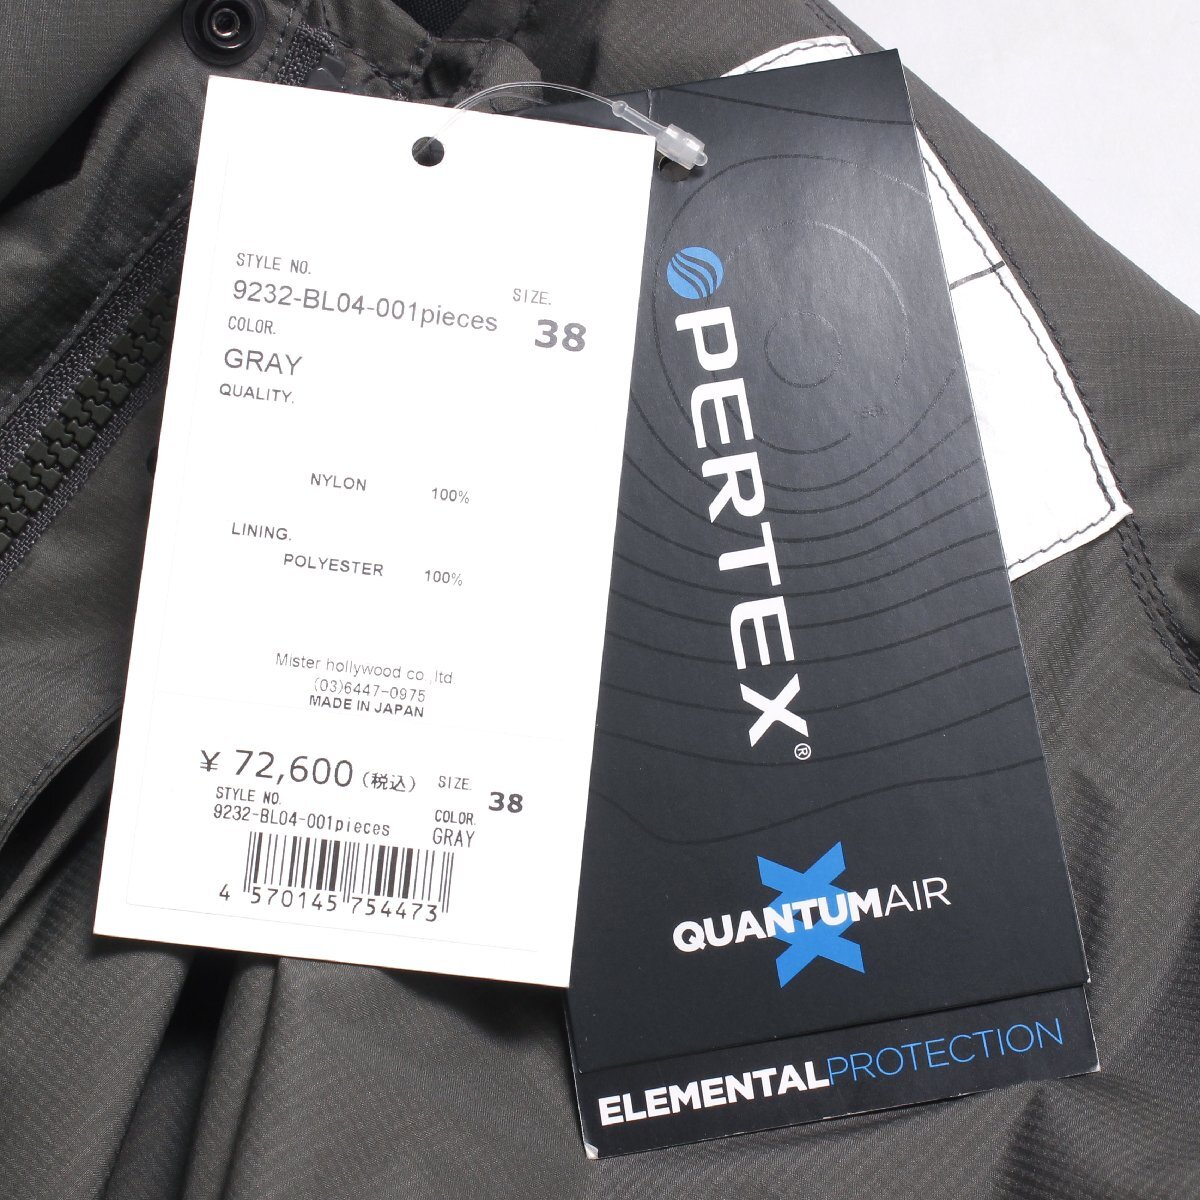 STYLE NO.
9232-BL04-001pieces
SIZE.
38
COLOR.
GRAY
QUALITY.
NYLON 100%
LINING.
POLYESTER 100%
Mister hollywood co.,ltd
(03)6447-0975
MADE IN JAPAN
¥ 72,600 (税込) SIZE. 38
STYLE NO. COLOR.
9232-BL04-001pieces GRAY
4 570145 754473
PERTEX®
QUANTUMAIR
ELEMENTALPROTECTION